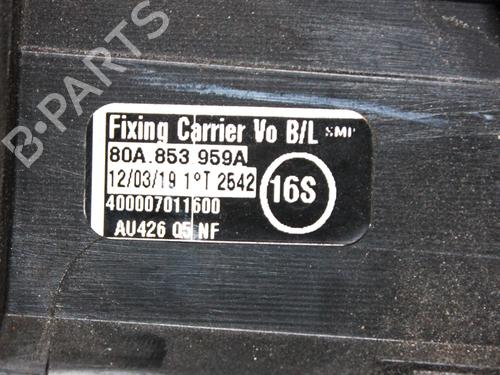 B-PARTS
Fixing Carrier Vo B/L SMP
80A.853 959A
12/03/19 1°T 2542
16S
400007011600
AU426 05 NF